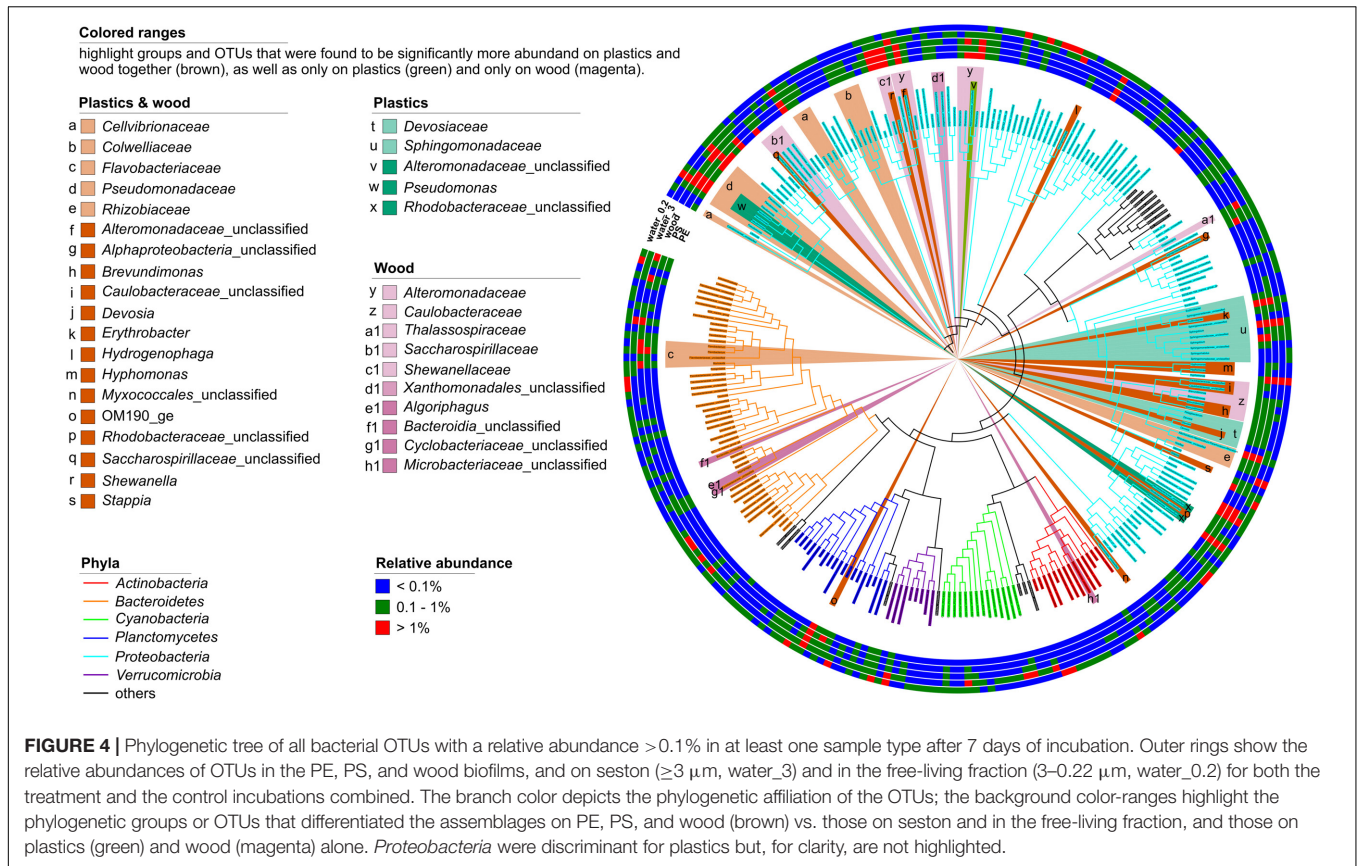 Colored ranges
highlight groups and OTUs that were found to be significantly more abundand on plastics and
wood together (brown), as well as only on plastics (green) and only on wood (magenta).
Plastics & wood
a Cellvibrionaceae
b Colwelliaceae
c Flavobacteriaceae
d Pseudomonadaceae
e Rhizobiaceae
f Alteromonadaceae_unclassified
g Alphaproteobacteria_unclassified
h Brevundimonas
i Caulobacteraceae_unclassified
j Devosia
k Erythrobacter
l Hydrogenophaga
m Hyphomonas
n Myxococcales_unclassified
o OM190_ge
p Rhodobacteraceae_unclassified
q Saccharospirillaceae_unclassified
r Shewanella
s Stappia
Plastics
t Devosiaceae
u Sphingomonadaceae
v Alteromonadaceae_unclassified
w Pseudomonas
x Rhodobacteraceae_unclassified
Wood
y Alteromonadaceae
z Caulobacteraceae
a1 Thalassospiraceae
b1 Saccharospirillaceae
c1 Shewanellaceae
d1 Xanthomonadales_unclassified
e1 Algoriphagus
f1 Bacteroidia_unclassified
g1 Cyclobacteriaceae_unclassified
h1 Microbacteriaceae_unclassified
Phyla
Actinobacteria
Bacteroidetes
Cyanobacteria
Planctomycetes
Proteobacteria
Verrucomicrobia
others
Relative abundance
< 0.1%
0.1 - 1%
> 1%
water_0.2
water_3
wood
PS
PE
a
d
w
b1
q
a
b
c1
r
y
f
d1
y
v
l
a1
g
k
u
m
i
z
h
j
t
e
s
n
h1
o
g1
e1
f1
c
FIGURE 4 | Phylogenetic tree of all bacterial OTUs with a relative abundance >0.1% in at least one sample type after 7 days of incubation. Outer rings show the
relative abundances of OTUs in the PE, PS, and wood biofilms, and on seston (≥3 μm, water_3) and in the free-living fraction (3–0.22 μm, water_0.2) for both the
treatment and the control incubations combined. The branch color depicts the phylogenetic affiliation of the OTUs; the background color-ranges highlight the
phylogenetic groups or OTUs that differentiated the assemblages on PE, PS, and wood (brown) vs. those on seston and in the free-living fraction, and those on
plastics (green) and wood (magenta) alone. Proteobacteria were discriminant for plastics but, for clarity, are not highlighted.